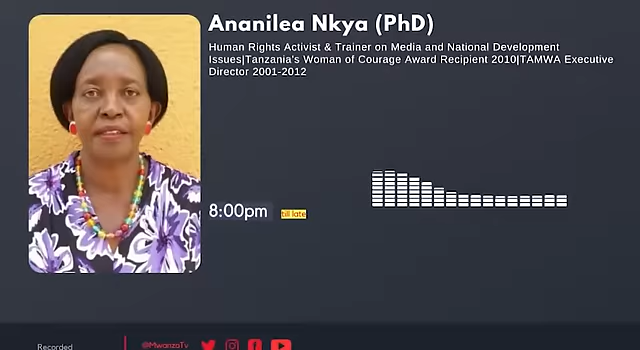 Ananilea Nkya (PhD)
Human Rights Activist & Trainer on Media and National Development
Issues|Tanzania's Woman of Courage Award Recipient 2010|TAMWA Executive
Director 2001-2012
8:00pm till late
Recorded @MwanzoTv